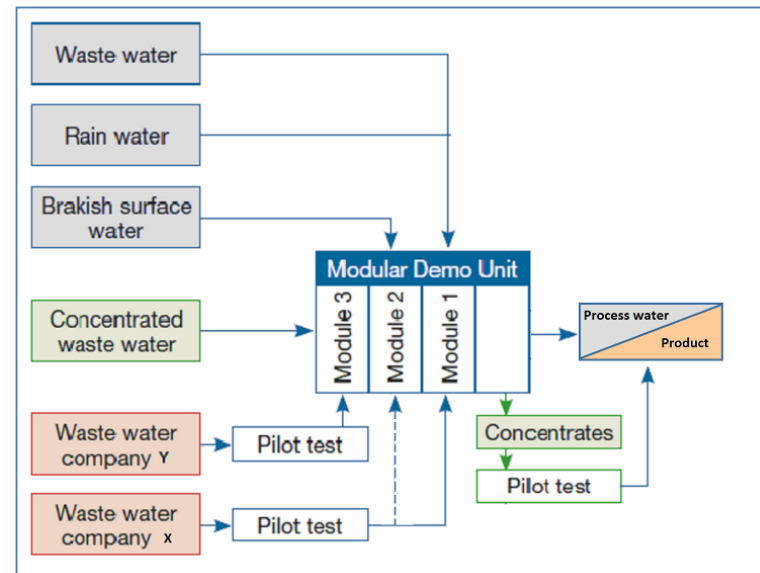 Waste water
Rain water
Brakish surface
water
Modular Demo Unit
Module 3
Module 2
Module 1
Concentrated
waste water
Process water
Product
Waste water
company Y
Pilot test
Concentrates
Pilot test
Waste water
company X
Pilot test